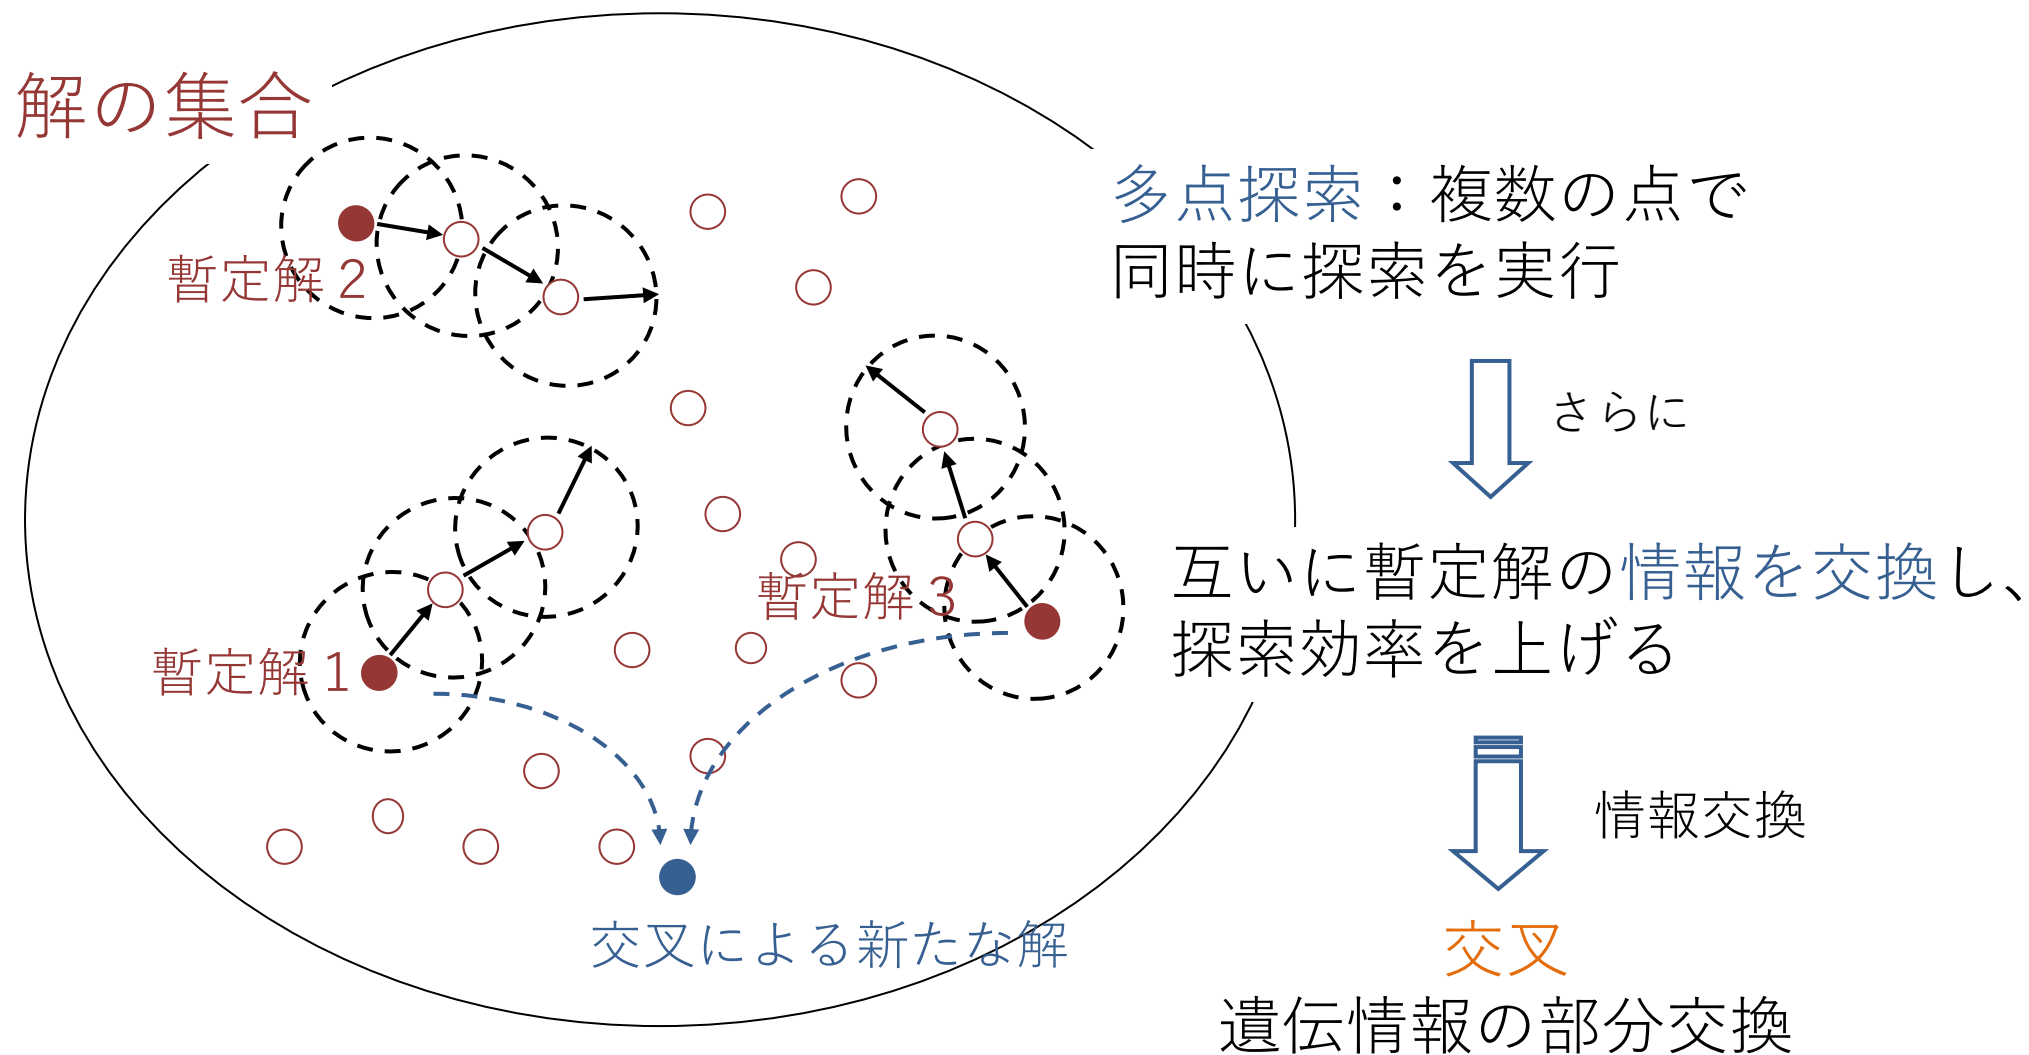 解の集合
多点探索：複数の点で
同時に探索を実行
暫定解２
さらに
互いに暫定解の情報を交換し、
探索効率を上げる
暫定解３
暫定解１
情報交換
交叉による新たな解
交叉
遺伝情報の部分交換